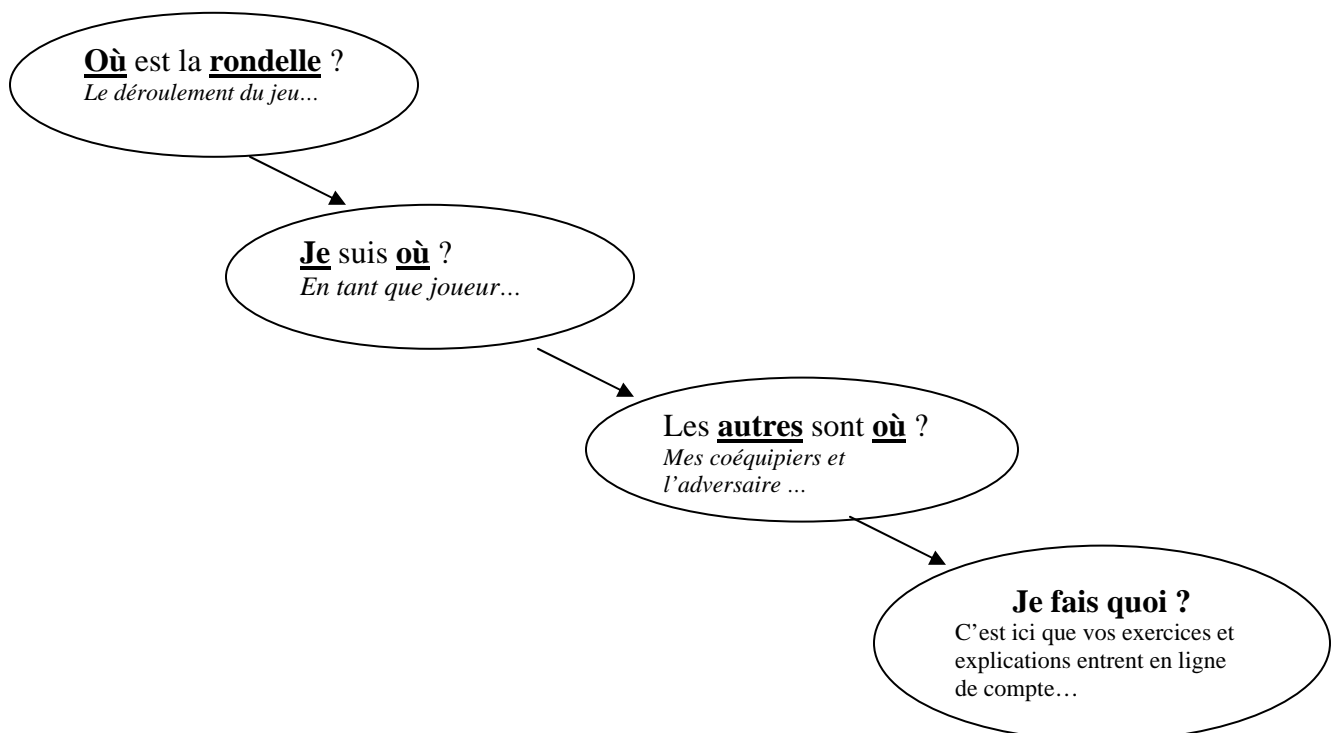 Où est la rondelle ?
Le déroulement du jeu…
Je suis où ?
En tant que joueur…
Les autres sont où ?
Mes coéquipiers et
l’adversaire …
Je fais quoi ?
C’est ici que vos exercices et
explications entrent en ligne
de compte…